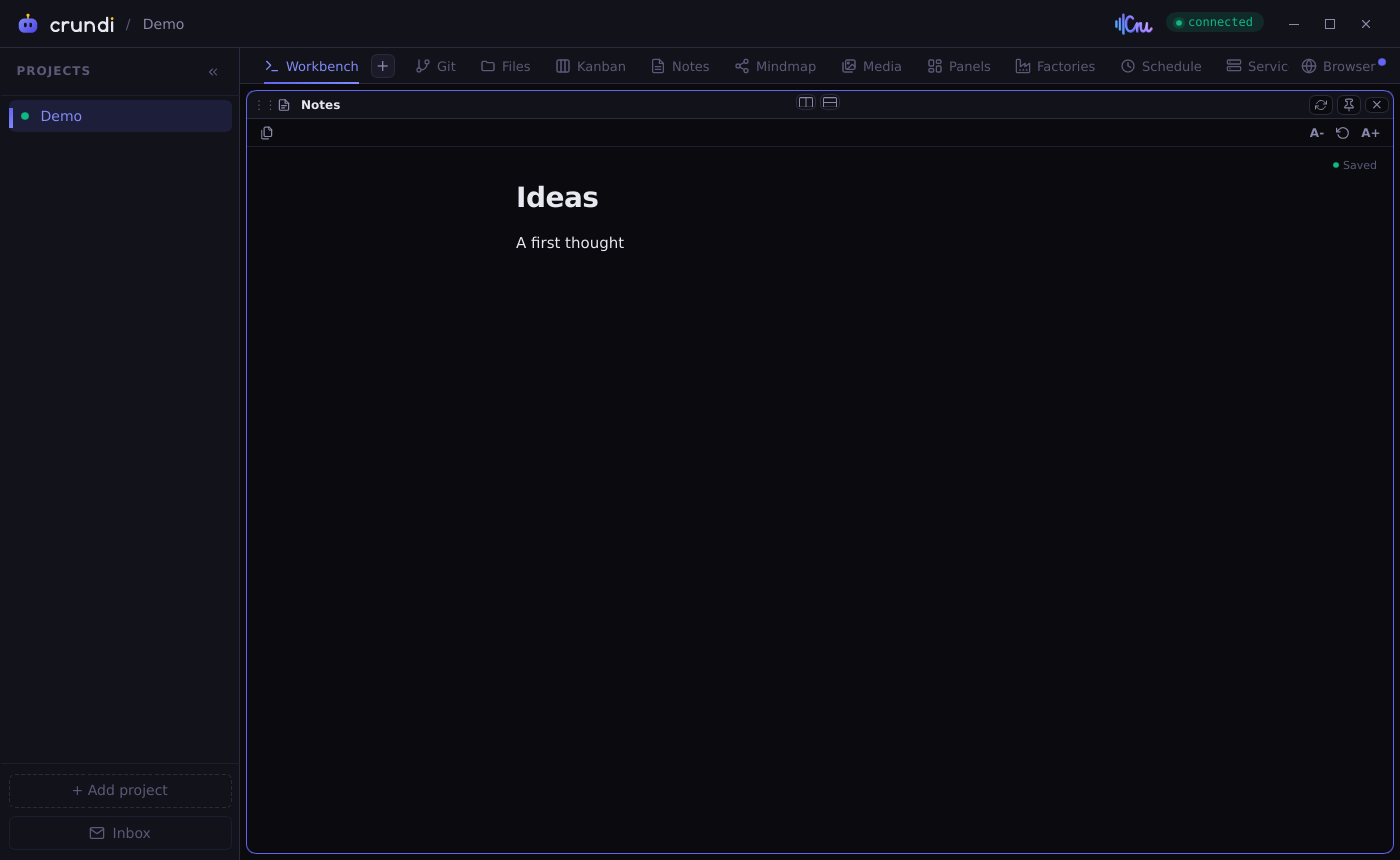 crundi / Demo
Cru
connected
PROJECTS «
Workbench + Git Files Kanban Notes Mindmap Media Panels Factories Schedule Servic Browser
Demo
Notes
A- A+
Saved
Ideas
A first thought
+ Add project
Inbox